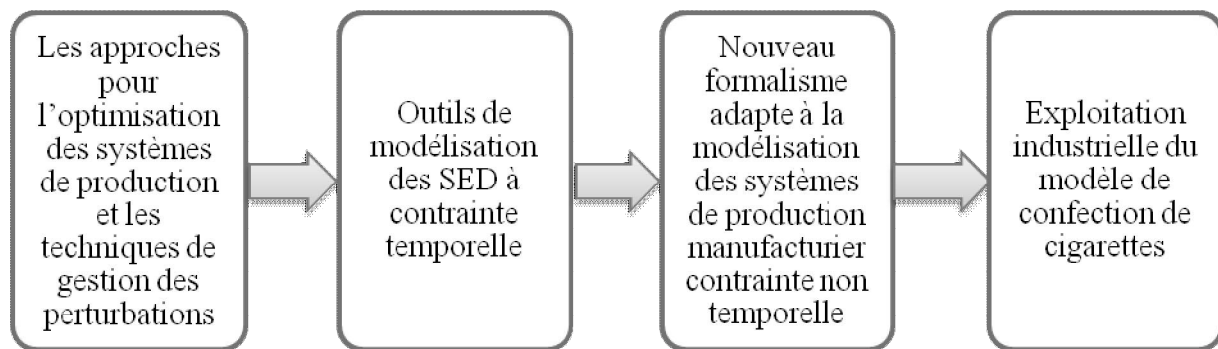 Les approches
pour
l'optimisation
des systèmes
de production
et les
techniques de
gestion des
perturbations
Outils de
modélisation
des SED à
contrainte
temporelle
Nouveau
formalisme
adapte à la
modélisation
des systèmes
de production
manufacturier
contrainte non
temporelle
Exploitation
industrielle du
modèle de
confection de
cigarettes